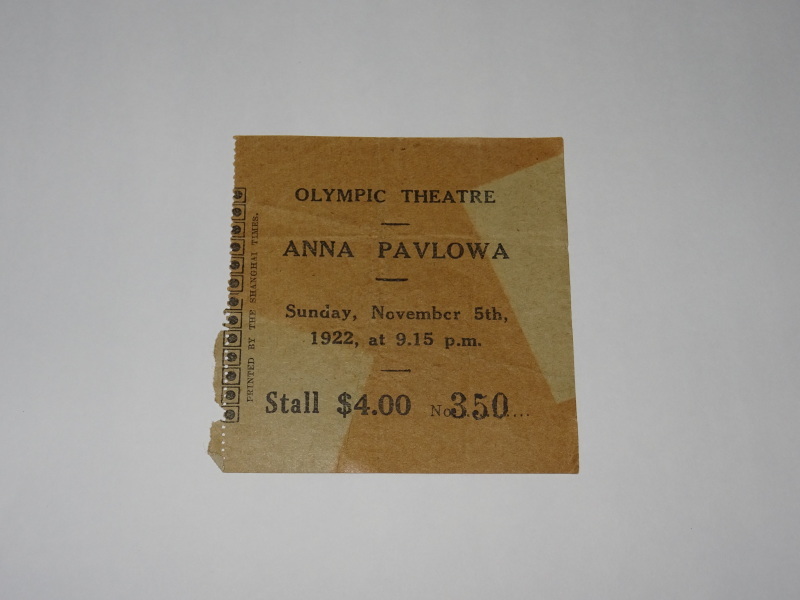 OLYMPIC THEATRE
ANNA PAVLOWA
Sunday, November 5th,
1922, at 9.15 p.m.
Stall $4.00 No. 350....
PRINTED BY THE SHANGHAI TIMES.